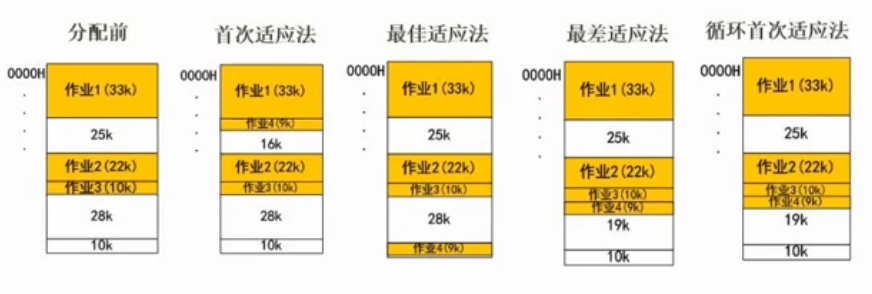 分配前
0000H
作业1(33k)
25k
作业2(22k)
作业3(10k)
28k
10k
首次适应法
0000H
作业1(33k)
作业4(9k)
16k
作业2(22k)
作业3(10k)
28k
10k
最佳适应法
0000H
作业1(33k)
25k
作业2(22k)
作业3(10k)
28k
作业4(9k)
最差适应法
0000H
作业1(33k)
25k
作业2(22k)
作业3(10k)
作业4(9k)
19k
10k
循环首次适应法
0000H
作业1(33k)
25k
作业2(22k)
作业3(10k)
作业4(9k)
19k
10k